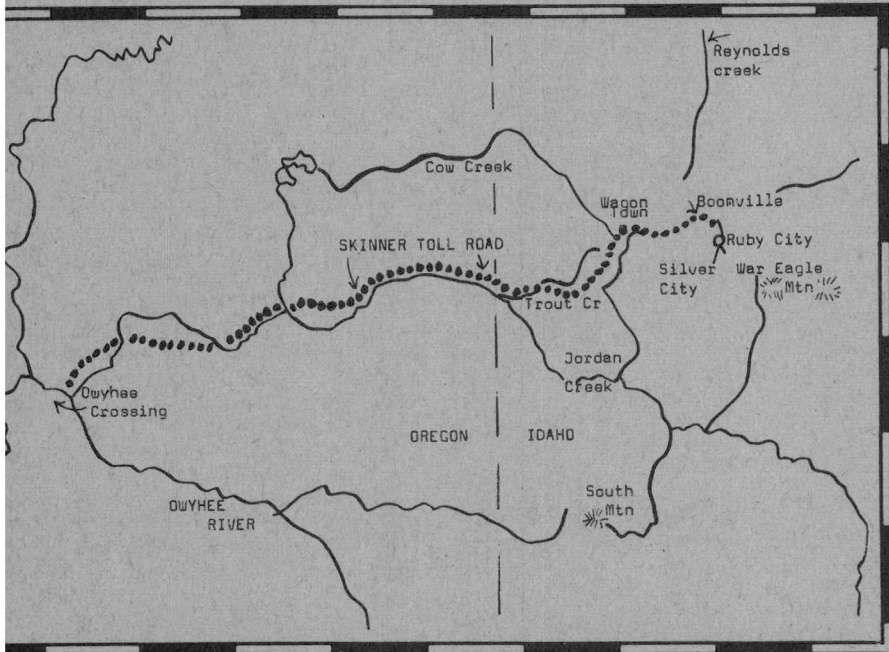 Reynolds
creek
Cow Creek
Wagon
Town
Boomville
SKINNER TOLL ROAD
Ruby City
Silver
City
War Eagle
Mtn
Trout Cr
Jordan
Creek
Owyhee
Crossing
OREGON
IDAHO
South
Mtn
OWYHEE
RIVER